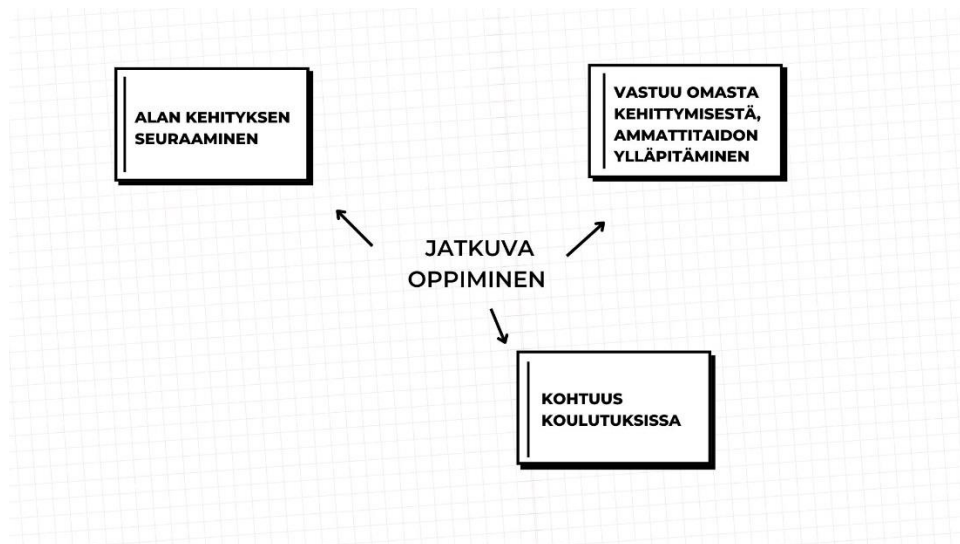 ALAN KEHITYKSEN
SEURAAMINEN
VASTUU OMASTA
KEHITTYMISESTÄ,
AMMATTITAIDON
YLLÄPITÄMINEN
JATKUVA
OPPIMINEN
KOHTUUS
KOULUTUKSISSA